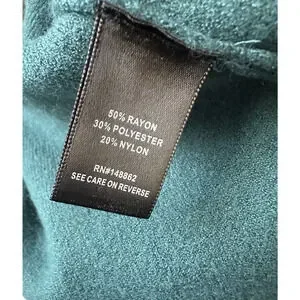 50% RAYON
30% POLYESTER
20% NYLON
RN#148862
SEE CARE ON REVERSE